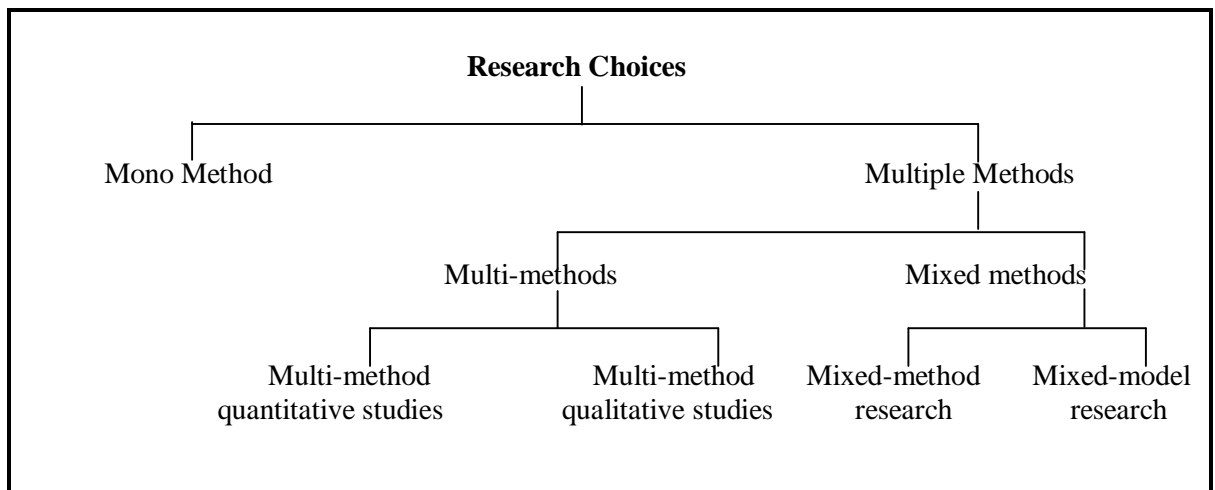 Research Choices
Mono Method
Multiple Methods
Multi-methods
Mixed methods
Multi-method
quantitative studies
Multi-method
qualitative studies
Mixed-method
research
Mixed-model
research